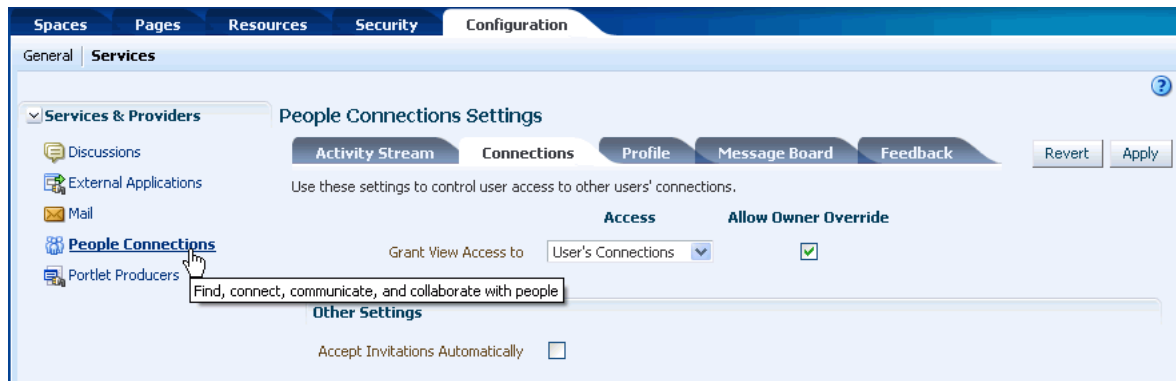 Spaces Pages Resources Security Configuration
General Services
?
Services & Providers
Discussions
External Applications
Mail
People Connections
Portlet Producers
Find, connect, communicate, and collaborate with people
People Connections Settings
Activity Stream Connections Profile Message Board Feedback Revert Apply
Use these settings to control user access to other users' connections.
Access Allow Owner Override
Grant View Access to User's Connections
Other Settings
Accept Invitations Automatically